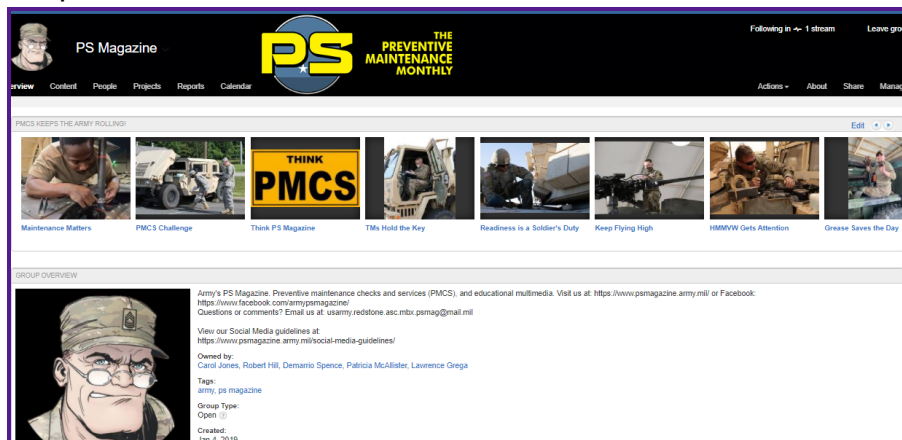 PS Magazine
PS
THE
PREVENTIVE
MAINTENANCE
MONTHLY
Following in 1 stream
Leave gro
erview Content People Projects Reports Calendar
Actions About Share Manag
PMCS KEEPS THE ARMY ROLLING!
Edit
THINK
PMCS
Maintenance Matters
PMCS Challenge
Think PS Magazine
TMs Hold the Key
Readiness is a Soldier's Duty
Keep Flying High
HMMVW Gets Attention
Grease Saves the Day
GROUP OVERVIEW
Army's PS Magazine. Preventive maintenance checks and services (PMCS), and educational multimedia. Visit us at: https://www.psmagazine.army.mil/ or Facebook:
https://www.facebook.com/armypsmagazine/
Questions or comments? Email us at: usarmy.redstone.asc.mbx.psmag@mail.mil
View our Social Media guidelines at:
https://www.psmagazine.army.mil/social-media-guidelines/
Owned by:
Carol Jones, Robert Hill, Demarrio Spence, Patricia McAllister, Lawrence Grega
Tags:
army, ps magazine
Group Type:
Open
Created:
Jan 4, 2019